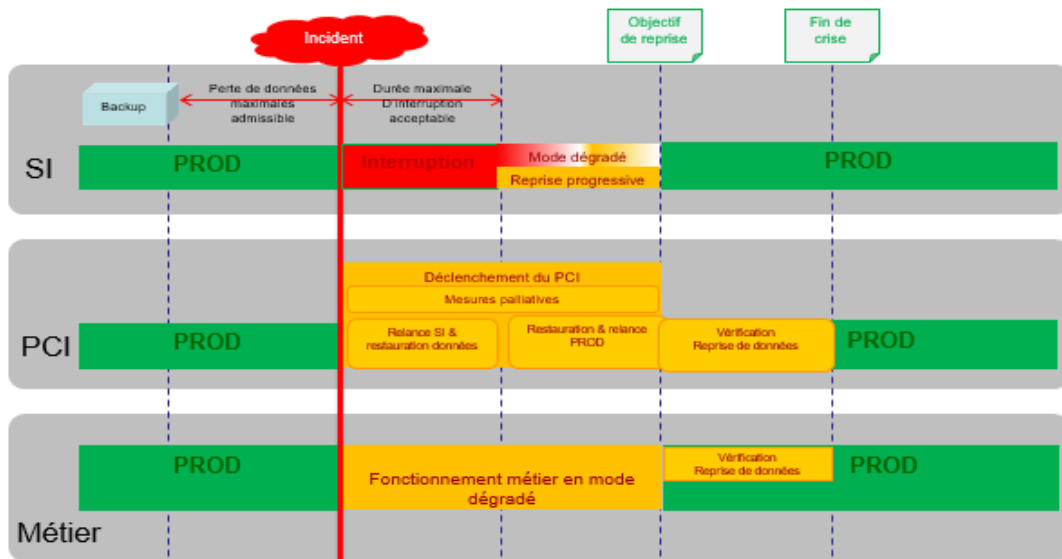 Incident
Objectif
de reprise
Fin de
crise
Backup
Perte de données
maximales
admissible
Durée maximale
D'interruption
acceptable
SI
PROD
Interruption
Mode dégradé
Reprise progressive
PROD
Déclenchement du PCI
Mesures palliatives
PCI
PROD
Relance SI &
restauration données
Restauration & relance
PROD
Vérification
Reprise de données
PROD
PROD
Fonctionnement métier en mode
dégradé
Vérification
Reprise de données
PROD
Métier